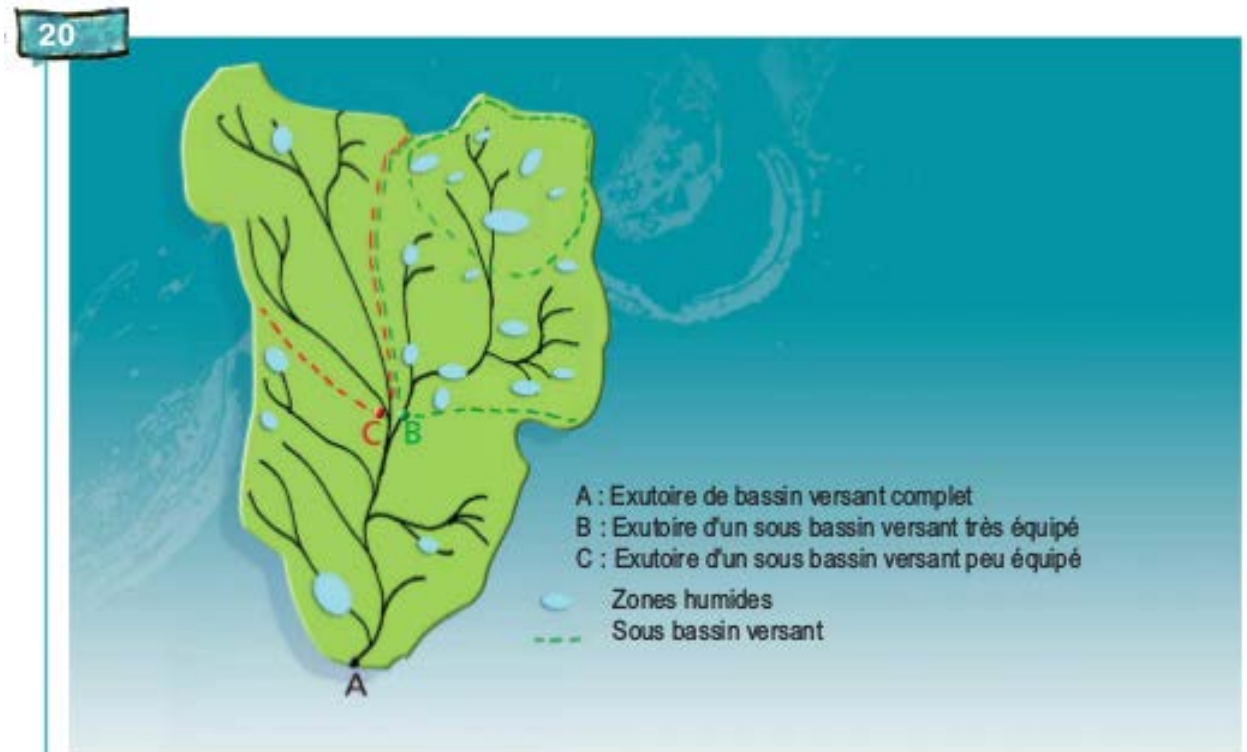 20
C B
A : Exutoire de bassin versant complet
B : Exutoire d'un sous bassin versant très équipé
C : Exutoire d'un sous bassin versant peu équipé
Zones humides
Sous bassin versant
A